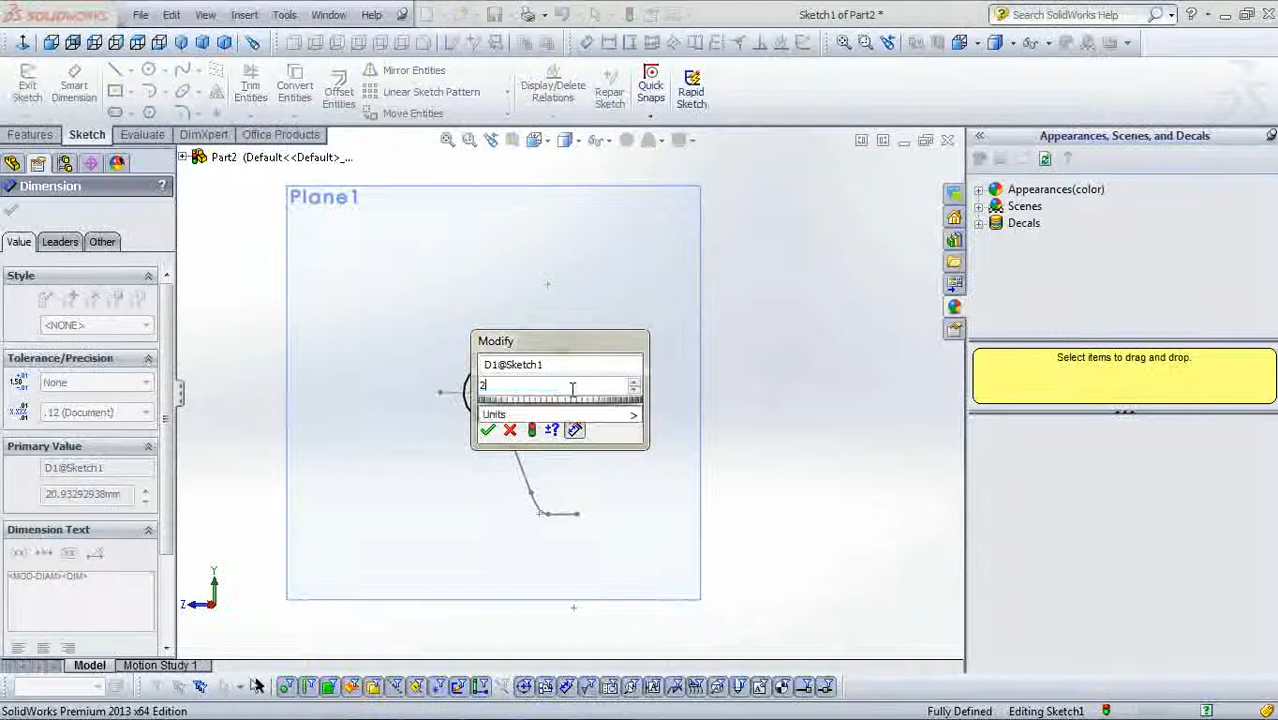 SOLIDWORKS File Edit View Insert Tools Window Help Sketch1 of Part2 * Search SolidWorks Help
Exit Sketch
Smart Dimension
Trim Entities
Convert Entities
Offset Entities
Mirror Entities
Linear Sketch Pattern
Move Entities
Display/Delete Relations
Repair Sketch
Quick Snaps
Rapid Sketch
Features Sketch Evaluate DimXpert Office Products
Appearances, Scenes, and Decals
Part2 (Default<<Default>_...
Dimension ?
Value Leaders Other
Style
<NONE>
Tolerance/Precision
None
.12 (Document)
Primary Value
D1@Sketch1
20.93292938mm
Dimension Text
<MOD-DIAM><DIM>
Plane1
Modify
D1@Sketch1
2
Units >
Y
Z
Appearances(color)
Scenes
Decals
Select items to drag and drop.
Model Motion Study 1
SolidWorks Premium 2013 x64 Edition Fully Defined Editing Sketch1